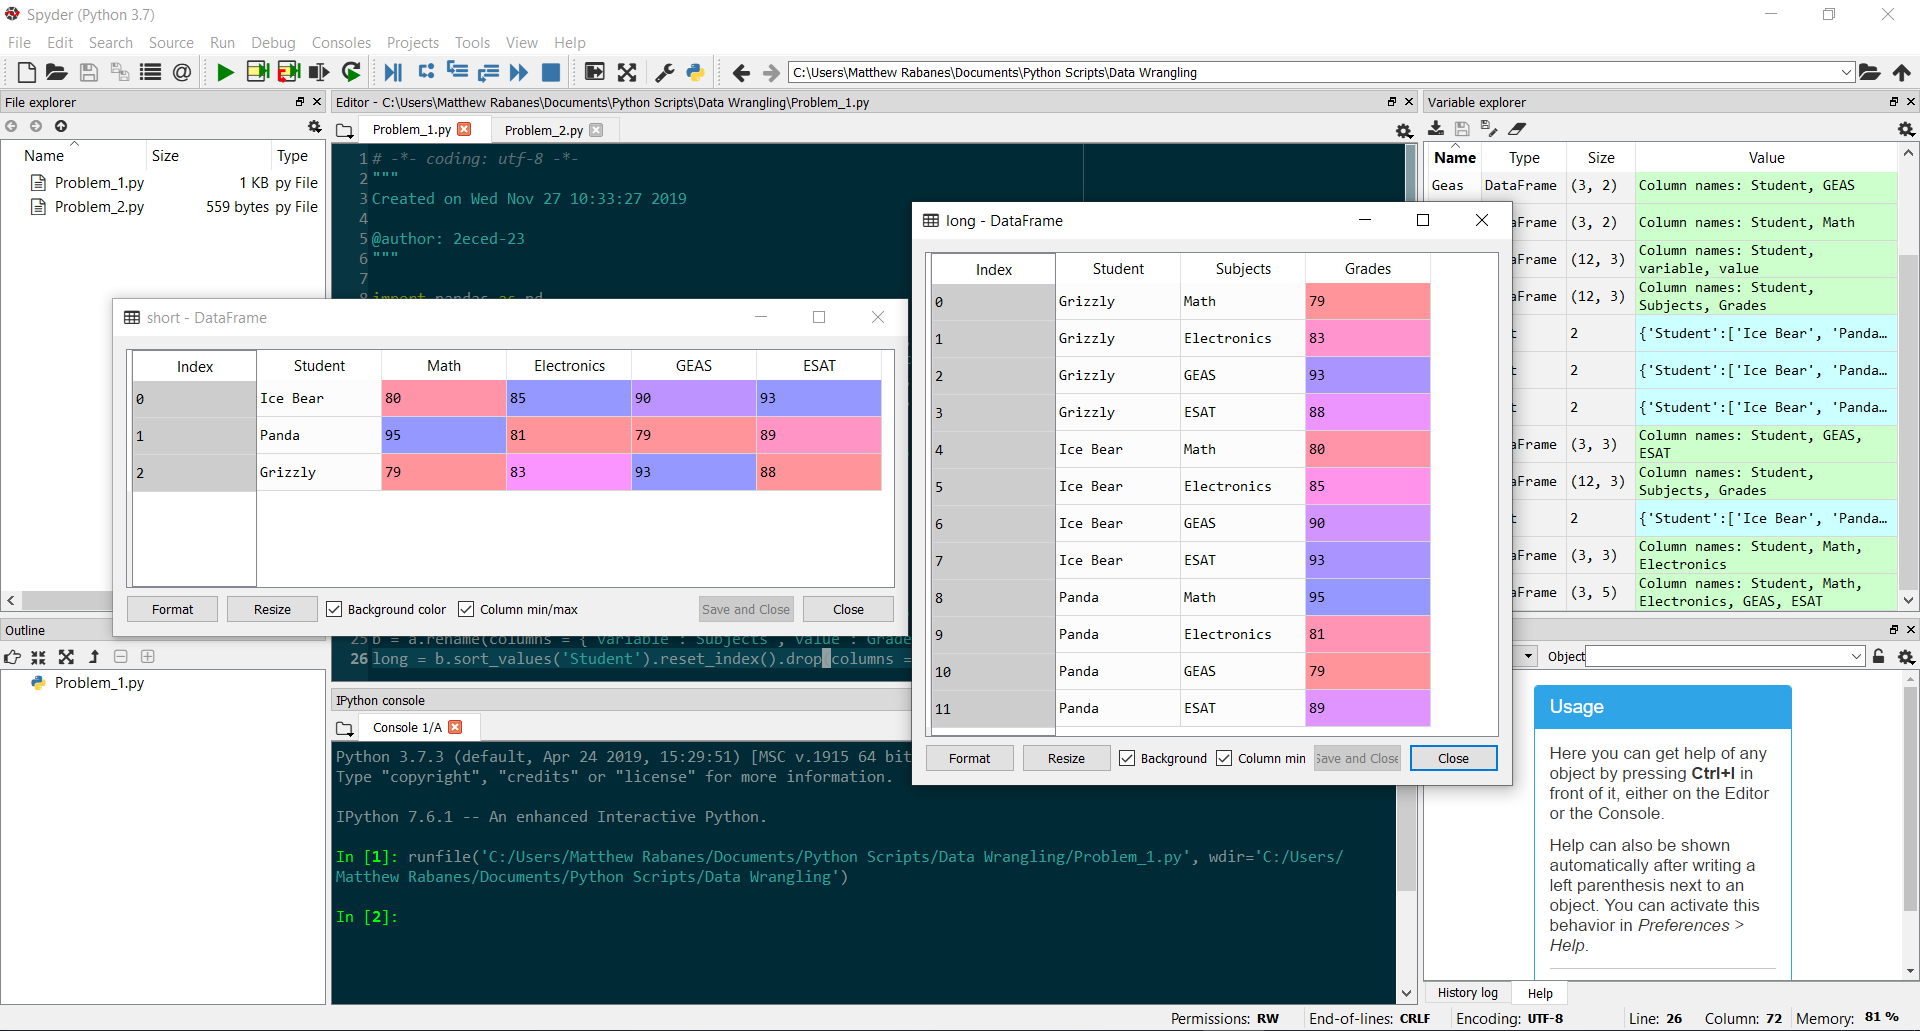 Spyder (Python 3.7)
File Edit Search Source Run Debug Consoles Projects Tools View Help
C:\Users\Matthew Rabanes\Documents\Python Scripts\Data Wrangling
File explorer
Name Size Type
Problem_1.py 1 KB py File
Problem_2.py 559 bytes py File
Editor - C:\Users\Matthew Rabanes\Documents\Python Scripts\Data Wrangling\Problem_1.py
Problem_1.py Problem_2.py
1 # -*- coding: utf-8 -*-
2 """
3 Created on Wed Nov 27 10:33:27 2019
4
5 @author: 2eced-23
6 """
7
8 import pandas as pd
short - DataFrame
Index Student Math Electronics GEAS ESAT
0 Ice Bear 80 85 90 93
1 Panda 95 81 79 89
2 Grizzly 79 83 93 88
Format Resize Background color Column min/max Save and Close Close
25 b = a.rename(columns = {'variable': 'Subjects', 'value': 'Grade
26 long = b.sort_values('Student').reset_index().drop(columns =
long - DataFrame
Index Student Subjects Grades
0 Grizzly Math 79
1 Grizzly Electronics 83
2 Grizzly GEAS 93
3 Grizzly ESAT 88
4 Ice Bear Math 80
5 Ice Bear Electronics 85
6 Ice Bear GEAS 90
7 Ice Bear ESAT 93
8 Panda Math 95
9 Panda Electronics 81
10 Panda GEAS 79
11 Panda ESAT 89
Format Resize Background Column min Save and Close Close
Variable explorer
Name Type Size Value
Geas DataFrame (3, 2) Column names: Student, GEAS
aFrame (3, 2) Column names: Student, Math
aFrame (12, 3) Column names: Student,
variable, value
aFrame (12, 3) Column names: Student,
Subjects, Grades
t 2 {'Student':['Ice Bear', 'Panda…
t 2 {'Student':['Ice Bear', 'Panda…
t 2 {'Student':['Ice Bear', 'Panda…
aFrame (3, 3) Column names: Student, GEAS,
ESAT
aFrame (12, 3) Column names: Student,
Subjects, Grades
t 2 {'Student':['Ice Bear', 'Panda…
aFrame (3, 3) Column names: Student, Math,
Electronics
aFrame (3, 5) Column names: Student, Math,
Electronics, GEAS, ESAT
Outline
Problem_1.py
IPython console
Console 1/A
Python 3.7.3 (default, Apr 24 2019, 15:29:51) [MSC v.1915 64 bit
Type "copyright", "credits" or "license" for more information.
IPython 7.6.1 -- An enhanced Interactive Python.
In [1]: runfile('C:/Users/Matthew Rabanes/Documents/Python Scripts/Data Wrangling/Problem_1.py', wdir='C:/Users/
Matthew Rabanes/Documents/Python Scripts/Data Wrangling')
In [2]:
Object
Usage
Here you can get help of any
object by pressing Ctrl+I in
front of it, either on the Editor
or the Console.
Help can also be shown
automatically after writing a
left parenthesis next to an
object. You can activate this
behavior in Preferences >
Help.
History log Help
Permissions: RW End-of-lines: CRLF Encoding: UTF-8 Line: 26 Column: 72 Memory: 81 %